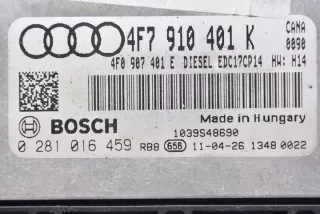 4F7 910 401 K CAMA
0090
4F0 907 401 E DIESEL EDC17CP14 HW: H14
Made in Hungary
BOSCH 1039S48690
0 281 016 459 RB8 658 11-04-26 1348 0022